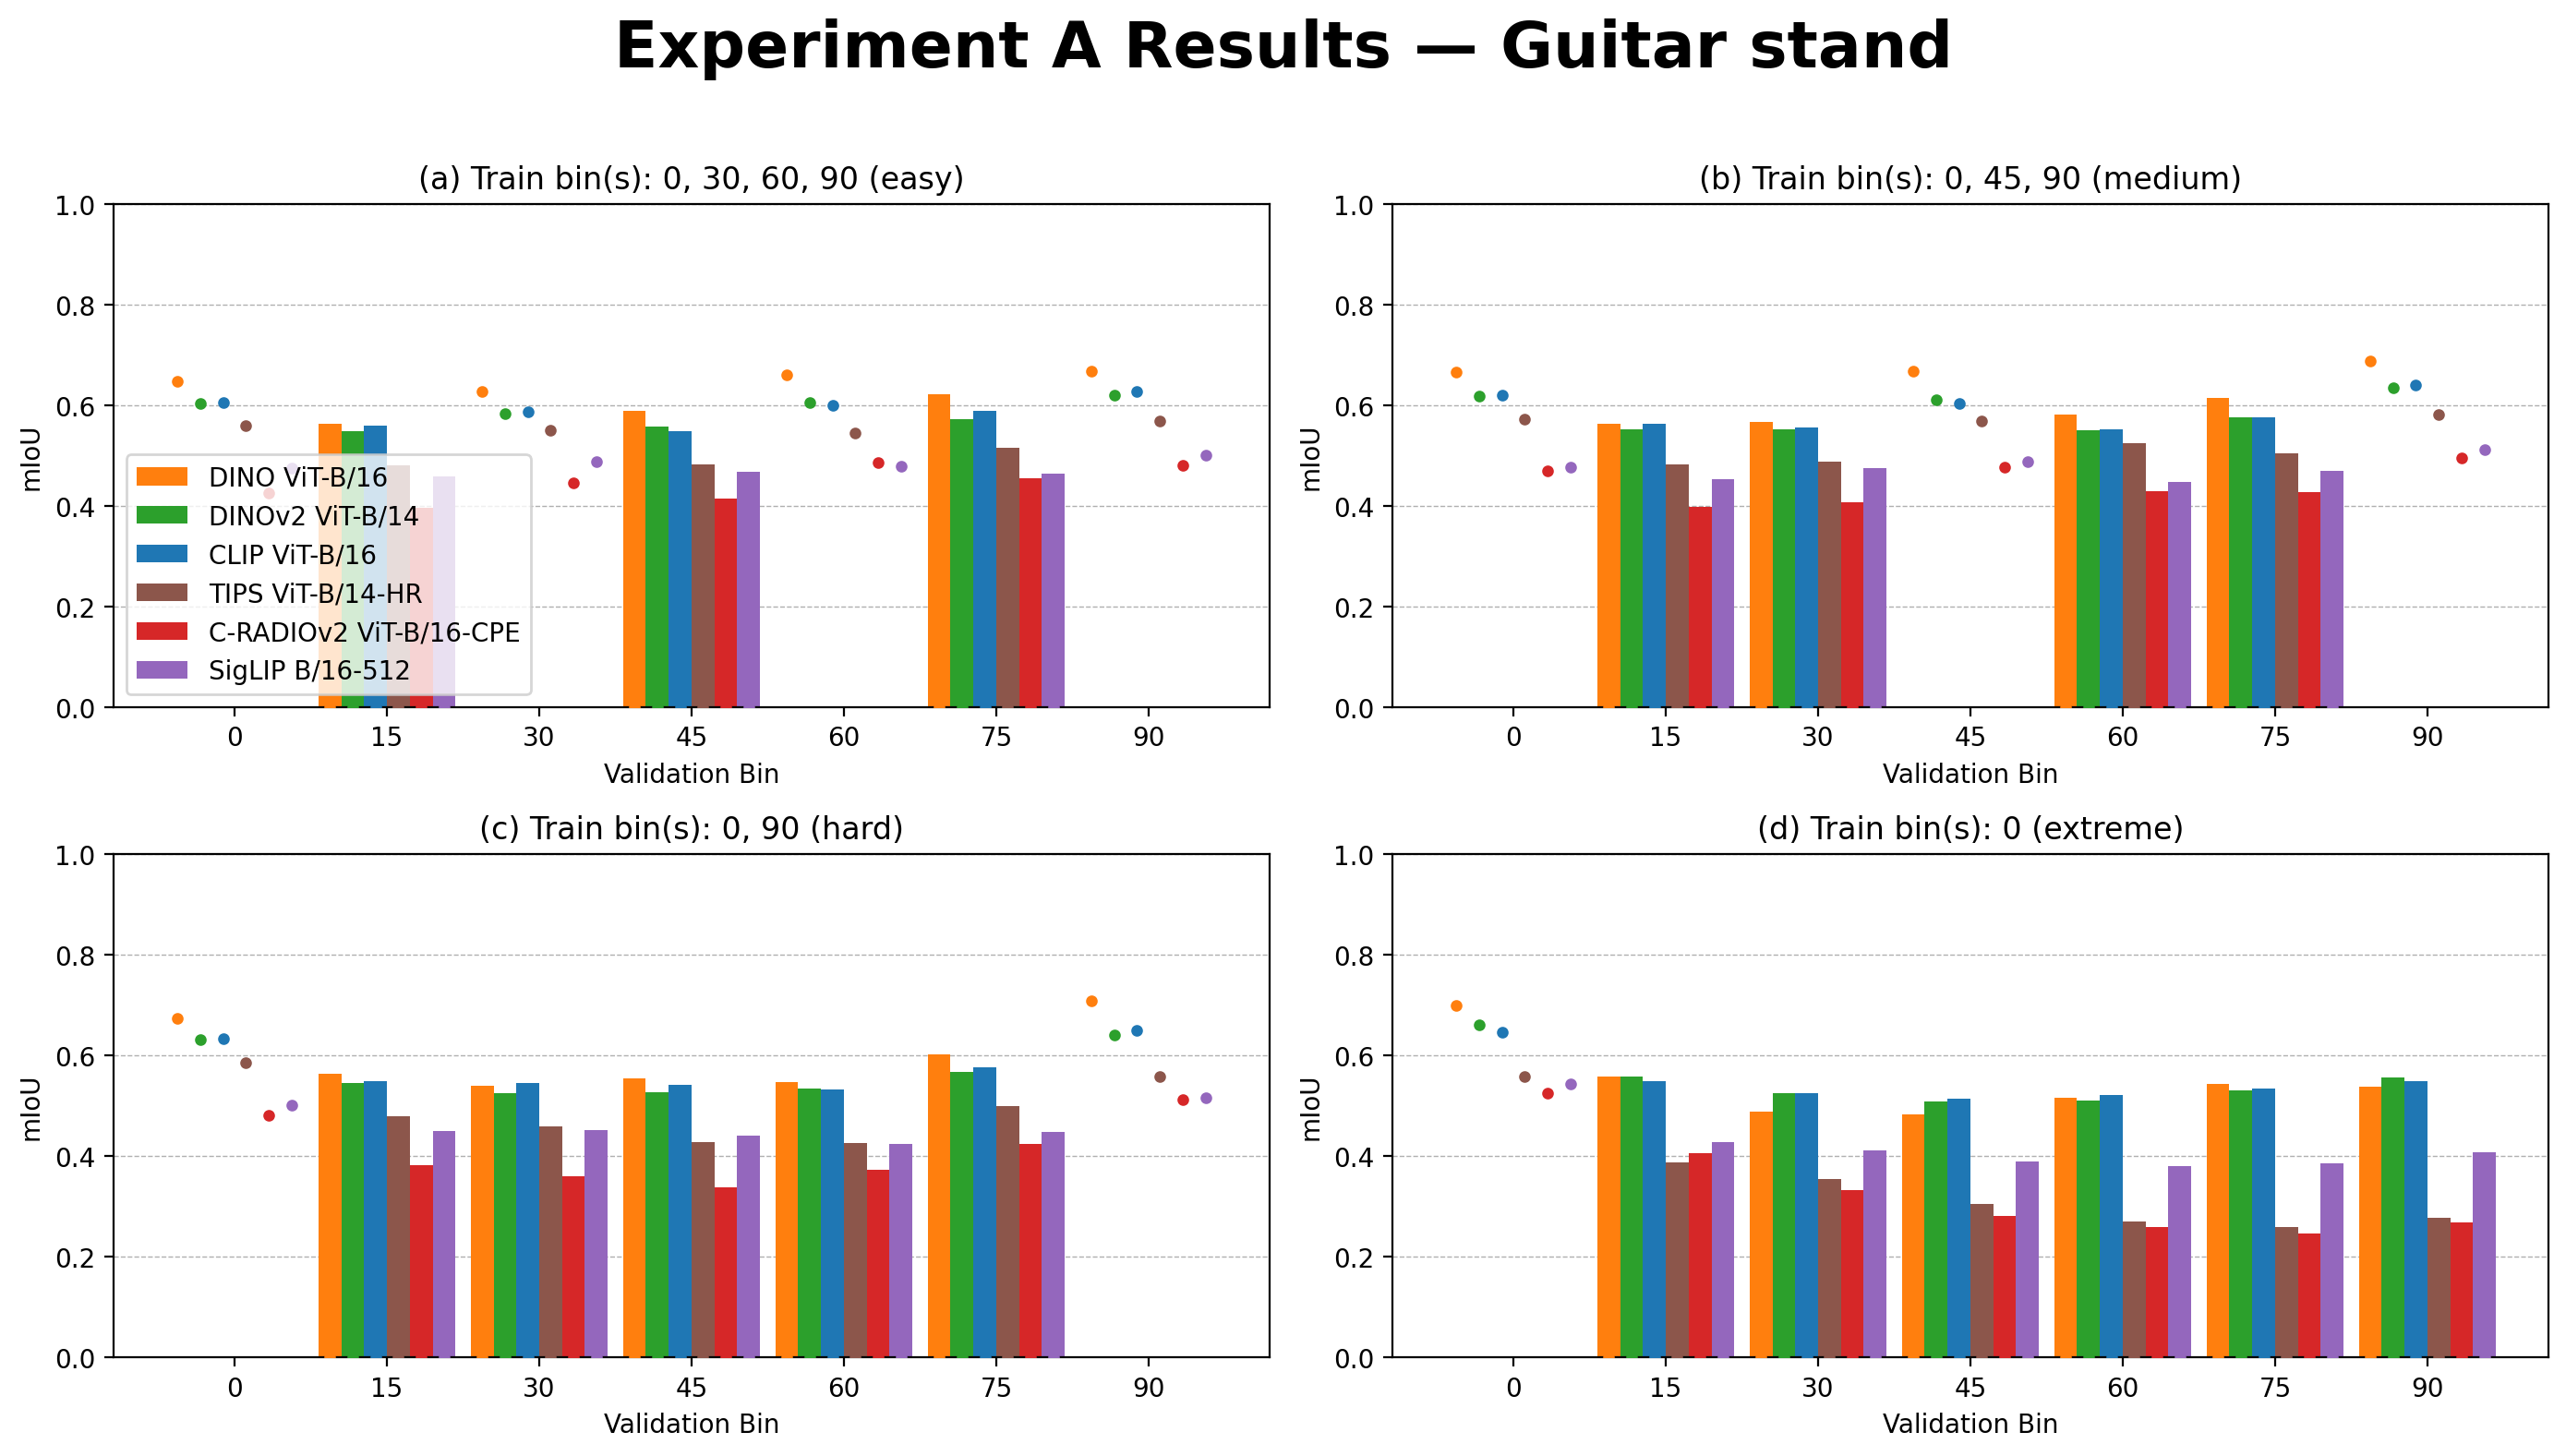 Experiment A Results — Guitar stand
(a) Train bin(s): 0, 30, 60, 90 (easy)
1.0
0.8
0.6
0.4
0.2
0.0
mIoU
DINO ViT-B/16
DINOv2 ViT-B/14
CLIP ViT-B/16
TIPS ViT-B/14-HR
C-RADIOv2 ViT-B/16-CPE
SigLIP B/16-512
0 15 30 45 60 75 90
Validation Bin
(b) Train bin(s): 0, 45, 90 (medium)
1.0
0.8
0.6
0.4
0.2
0.0
mIoU
0 15 30 45 60 75 90
Validation Bin
(c) Train bin(s): 0, 90 (hard)
1.0
0.8
0.6
0.4
0.2
0.0
mIoU
0 15 30 45 60 75 90
Validation Bin
(d) Train bin(s): 0 (extreme)
1.0
0.8
0.6
0.4
0.2
0.0
mIoU
0 15 30 45 60 75 90
Validation Bin